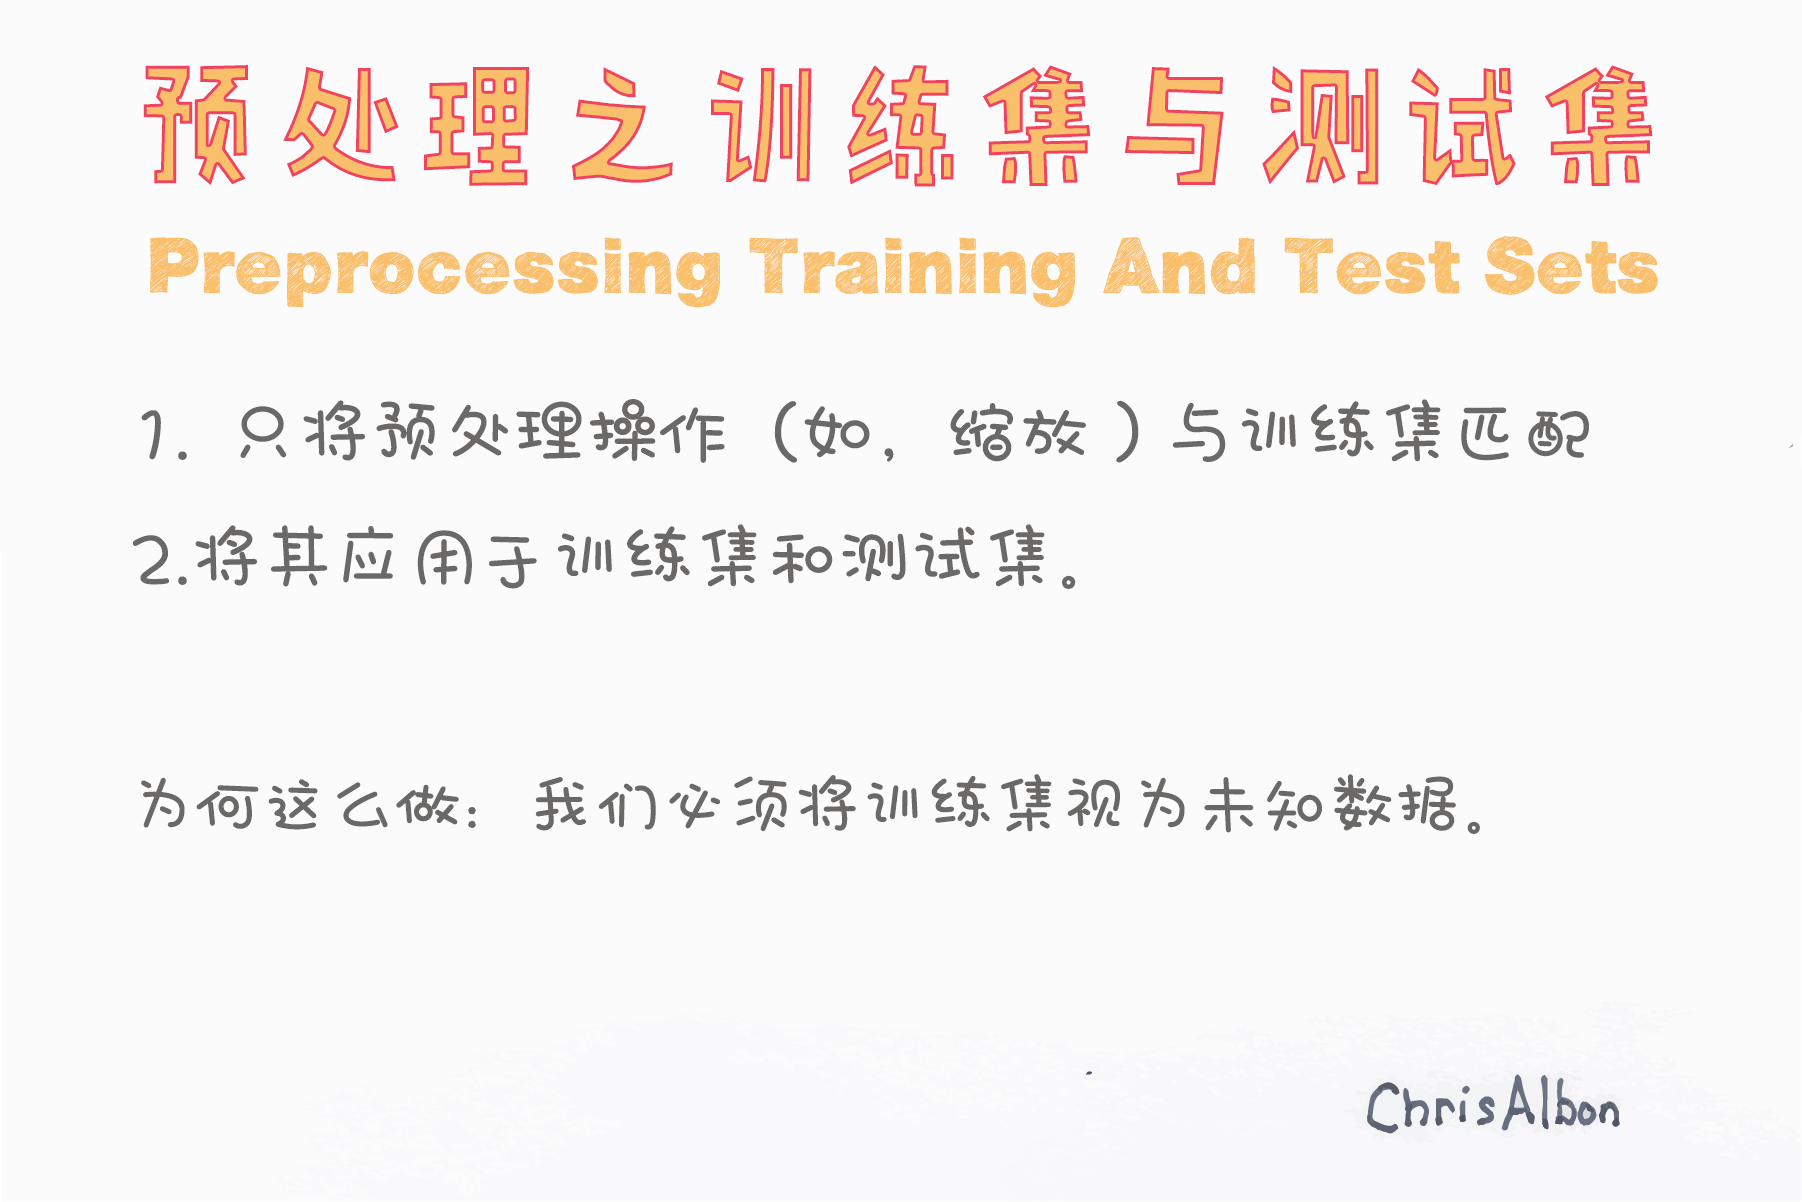 预处理之训练集与测试集
Preprocessing Training And Test Sets
1. 只将预处理操作（如，缩放）与训练集匹配
2.将其应用于训练集和测试集。
为何这么做：我们必须将训练集视为未知数据。
ChrisAlbon